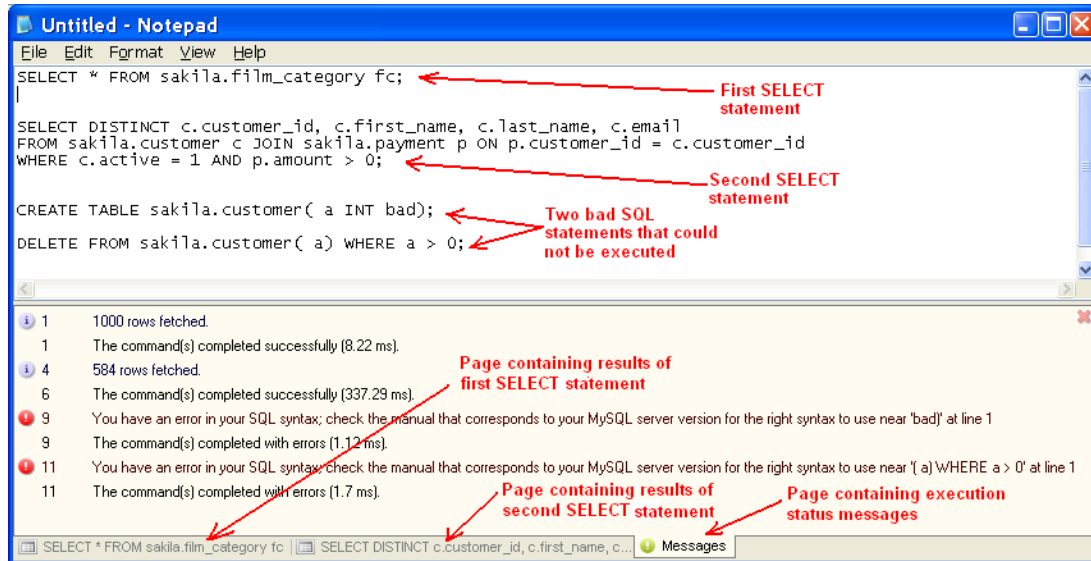 Untitled - Notepad
File Edit Format View Help
SELECT * FROM sakila.film_category fc;
First SELECT
statement
SELECT DISTINCT c.customer_id, c.first_name, c.last_name, c.email
FROM sakila.customer c JOIN sakila.payment p ON p.customer_id = c.customer_id
WHERE c.active = 1 AND p.amount > 0;
Second SELECT
statement
CREATE TABLE sakila.customer( a INT bad);
DELETE FROM sakila.customer( a) WHERE a > 0;
Two bad SQL
statements that could
not be executed
1 1000 rows fetched.
1 The command(s) completed successfully (8.22 ms).
4 584 rows fetched.
6 The command(s) completed successfully (337.29 ms).
Page containing results of
first SELECT statement
9 You have an error in your SQL syntax; check the manual that corresponds to your MySQL server version for the right syntax to use near 'bad)' at line 1
9 The command(s) completed with errors (1.12 ms).
11 You have an error in your SQL syntax; check the manual that corresponds to your MySQL server version for the right syntax to use near '( a) WHERE a > 0' at line 1
11 The command(s) completed with errors (1.7 ms).
Page containing results of
second SELECT statement
Page containing execution
status messages
SELECT * FROM sakila.film_category fc
SELECT DISTINCT c.customer_id, c.first_name, c...
Messages